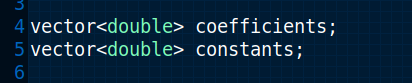 3
4 vector<double> coefficients;
5 vector<double> constants;
6